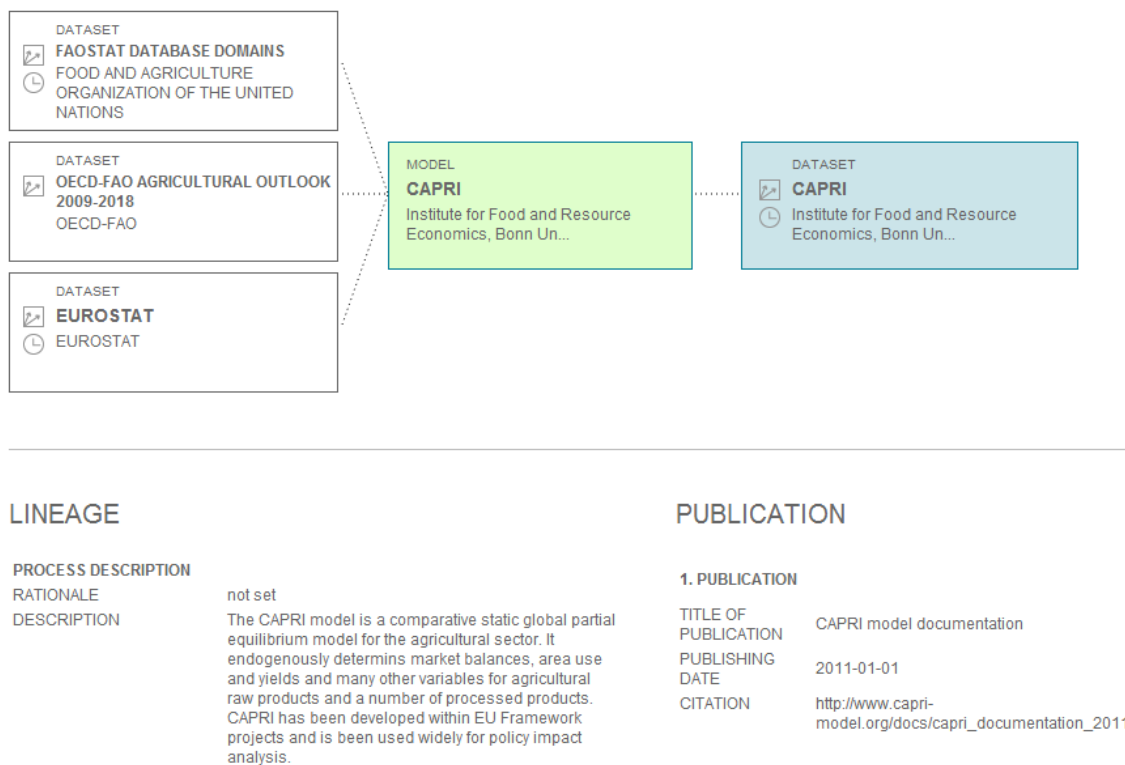 DATASET
FAOSTAT DATABASE DOMAINS
FOOD AND AGRICULTURE
ORGANIZATION OF THE UNITED
NATIONS
DATASET
OECD-FAO AGRICULTURAL OUTLOOK
2009-2018
OECD-FAO
DATASET
EUROSTAT
EUROSTAT
MODEL
CAPRI
Institute for Food and Resource
Economics, Bonn Un...
DATASET
CAPRI
Institute for Food and Resource
Economics, Bonn Un...
LINEAGE
PROCESS DESCRIPTION
RATIONALE not set
DESCRIPTION The CAPRI model is a comparative static global partial
equilibrium model for the agricultural sector. It
endogenously determins market balances, area use
and yields and many other variables for agricultural
raw products and a number of processed products.
CAPRI has been developed within EU Framework
projects and is been used widely for policy impact
analysis.
PUBLICATION
1. PUBLICATION
TITLE OF
PUBLICATION CAPRI model documentation
PUBLISHING
DATE 2011-01-01
CITATION http://www.capri-
model.org/docs/capri_documentation_2011